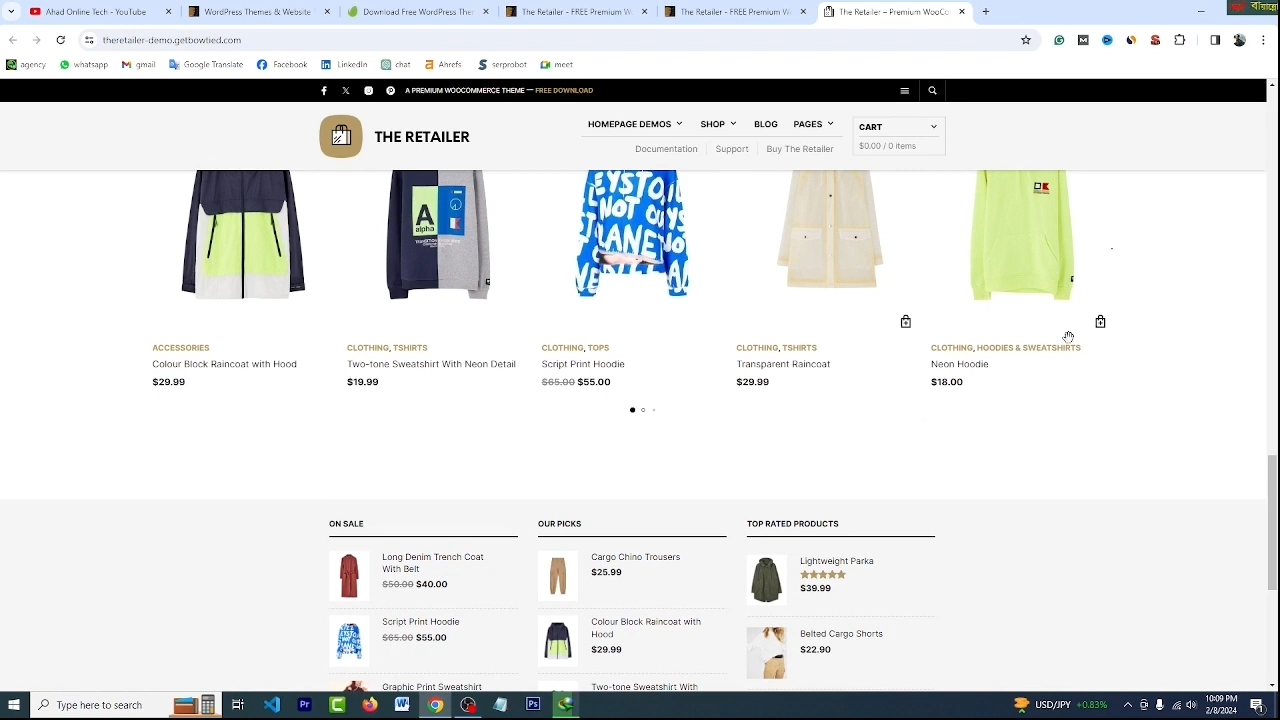 Ahad Online Tech - YouTube
WordPress Themes & Website
Download Free WordPress The
The Retailer - FREE WordPress W
The Retailer - FREE WordPress W
The Retailer – Premium WooCo
theretailer-demo.getbowtied.com
agency
whatsapp
gmail
Google Translate
Facebook
LinkedIn
chat
Ahrefs
serprobot
meet
A PREMIUM WOOCOMMERCE THEME — FREE DOWNLOAD
THE RETAILER
HOMEPAGE DEMOS
SHOP
BLOG
PAGES
Documentation
Support
Buy The Retailer
CART
$0.00 / 0 items
A
alpha
ACCESSORIES
Colour Block Raincoat with Hood
$29.99
CLOTHING, TSHIRTS
Two-tone Sweatshirt With Neon Detail
$19.99
CLOTHING, TOPS
Script Print Hoodie
$65.00 $55.00
CLOTHING, TSHIRTS
Transparent Raincoat
$29.99
CLOTHING, HOODIES & SWEATSHIRTS
Neon Hoodie
$18.00
ON SALE
Long Denim Trench Coat
With Belt
$50.00 $40.00
Script Print Hoodie
$65.00 $55.00
Graphic Print Sweatshirt
OUR PICKS
Cargo Chino Trousers
$25.99
Colour Block Raincoat with
Hood
$29.99
Two-tone Sweatshirt With
TOP RATED PRODUCTS
Lightweight Parka
$39.99
Belted Cargo Shorts
$22.90
Type here to search
USD/JPY +0.83%
10:09 PM
2/8/2024